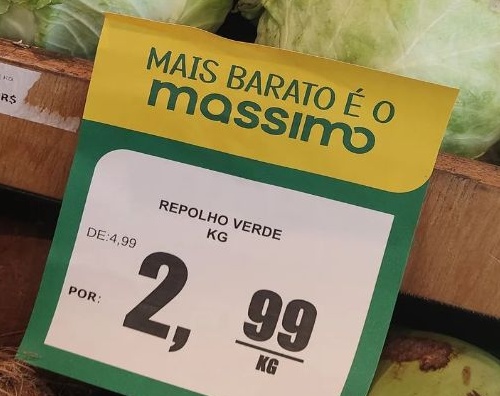 R$
MAIS BARATO É O
massimo
REPOLHO VERDE
KG
DE:4,99
POR:
2,99
KG